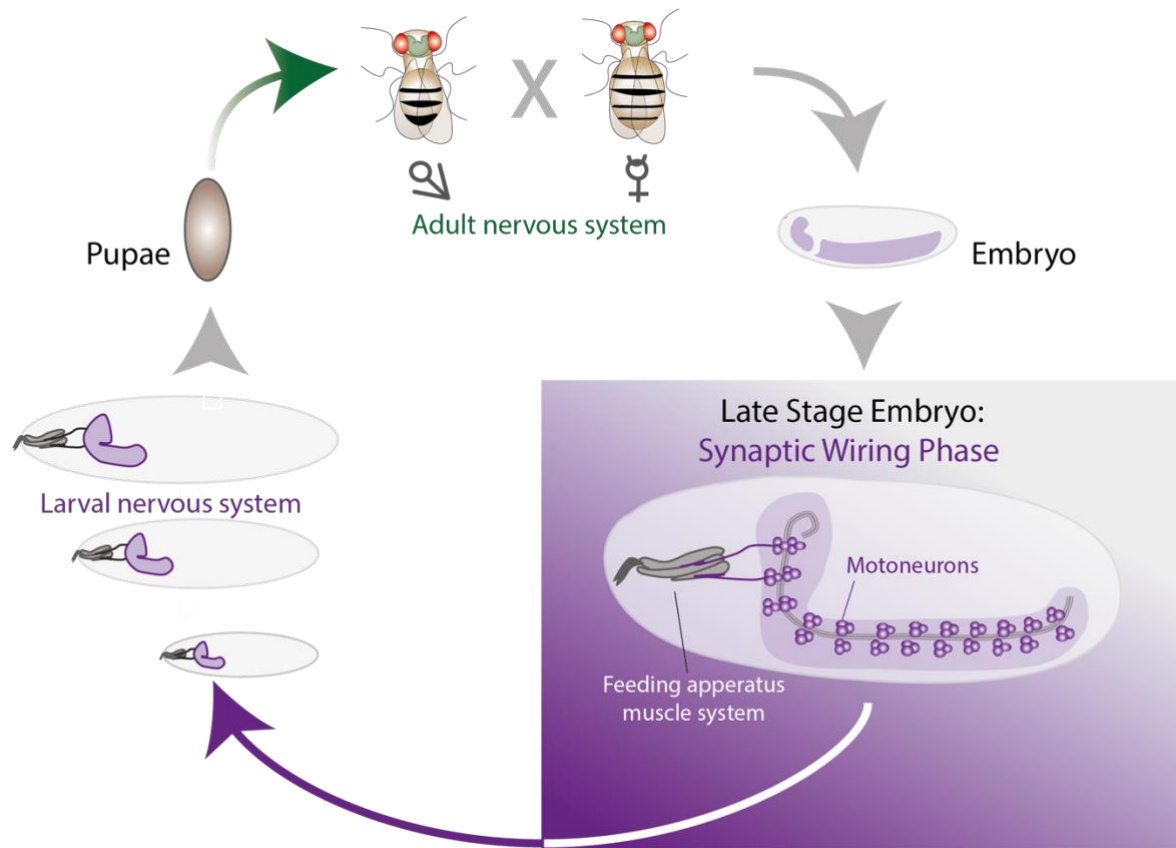 X
Adult nervous system
Pupae
Embryo
Late Stage Embryo:
Synaptic Wiring Phase
Larval nervous system
Motoneurons
Feeding apperatus
muscle system